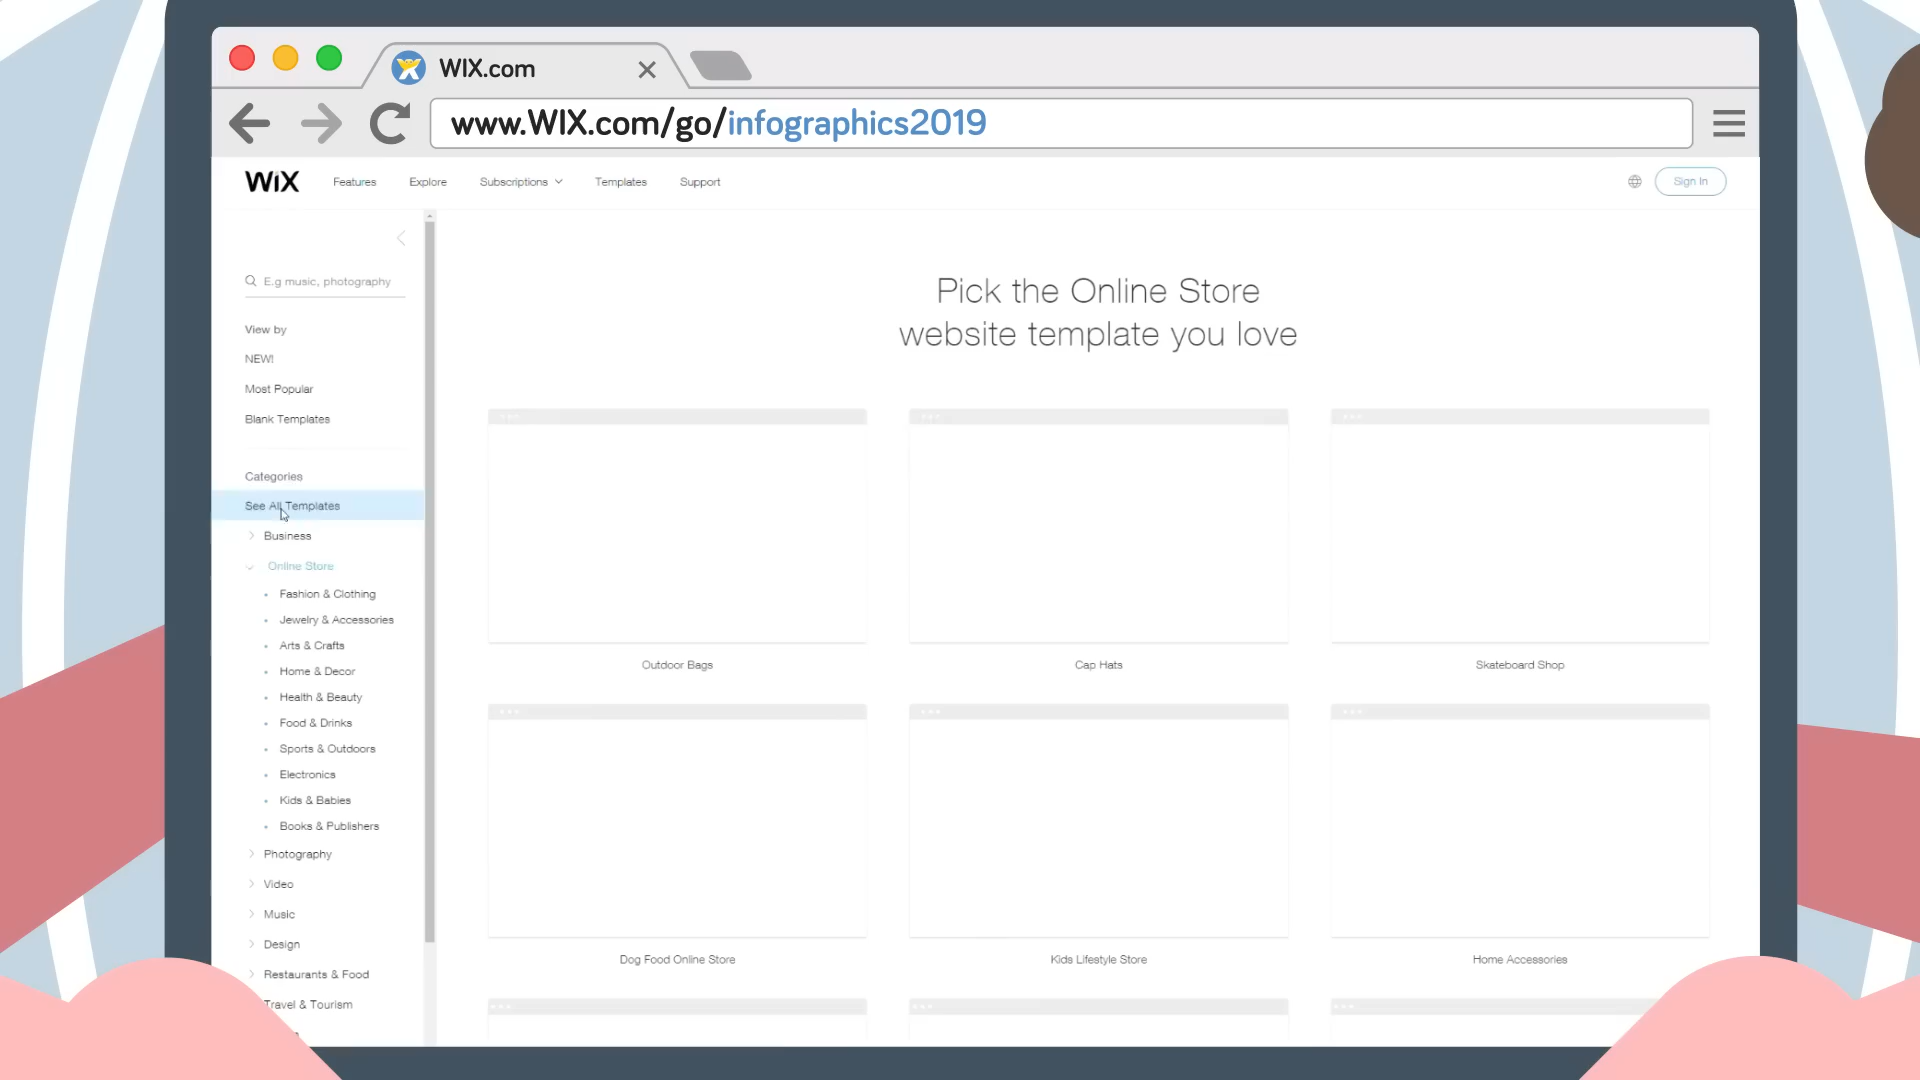 WIX.com
www.WIX.com/go/infographics2019
WiX
Features
Explore
Subscriptions
Templates
Support
Sign In
E.g music, photography
View by
NEW!
Most Popular
Blank Templates
Categories
See All Templates
Business
Online Store
Fashion & Clothing
Jewelry & Accessories
Arts & Crafts
Home & Decor
Health & Beauty
Food & Drinks
Sports & Outdoors
Electronics
Kids & Babies
Books & Publishers
Photography
Video
Music
Design
Restaurants & Food
Travel & Tourism
Pick the Online Store
website template you love
Outdoor Bags
Cap Hats
Skateboard Shop
Dog Food Online Store
Kids Lifestyle Store
Home Accessories